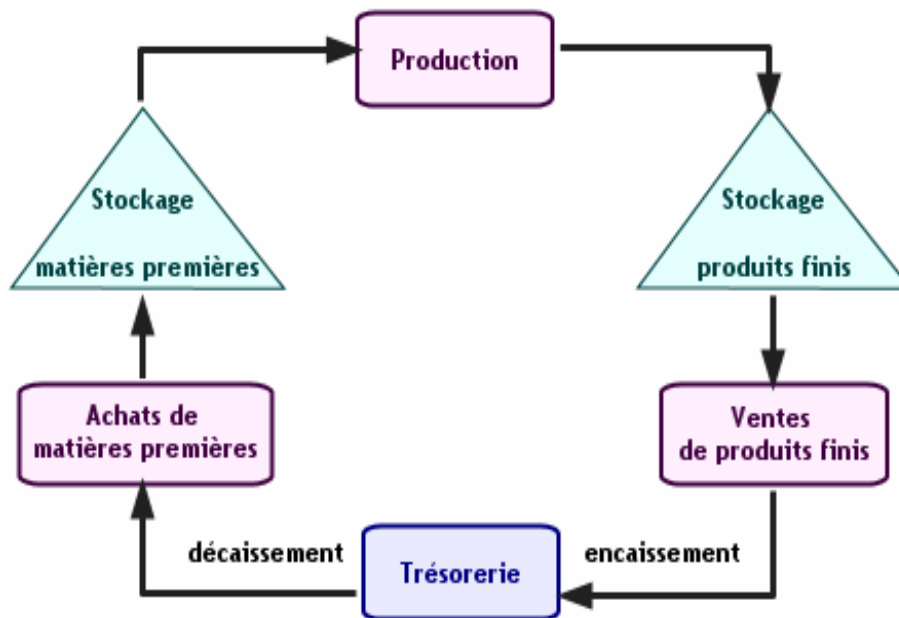 Production
Stockage
matières premières
Stockage
produits finis
Achats de
matières premières
Ventes
de produits finis
décaissement
Trésorerie
encaissement